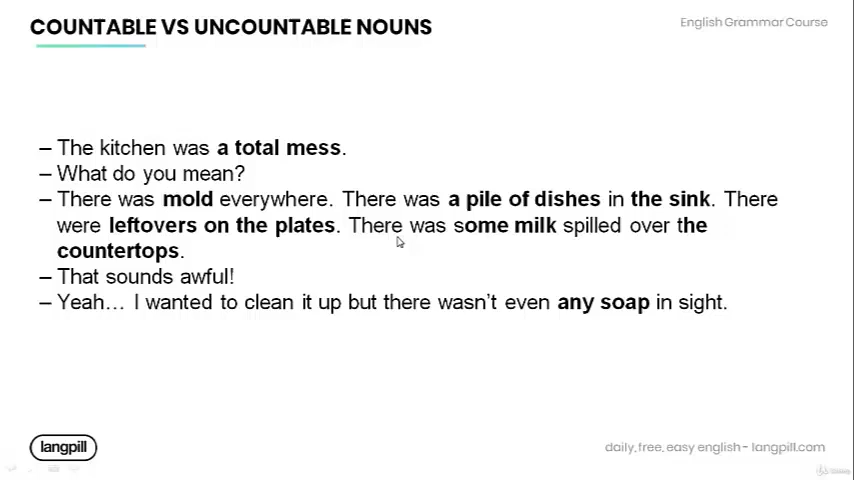 COUNTABLE VS UNCOUNTABLE NOUNS
English Grammar Course
– The kitchen was a total mess.
– What do you mean?
– There was mold everywhere. There was a pile of dishes in the sink. There
were leftovers on the plates. There was some milk spilled over the
countertops.
– That sounds awful!
– Yeah… I wanted to clean it up but there wasn't even any soap in sight.
langpill
daily, free, easy english - langpill.com
Udemy